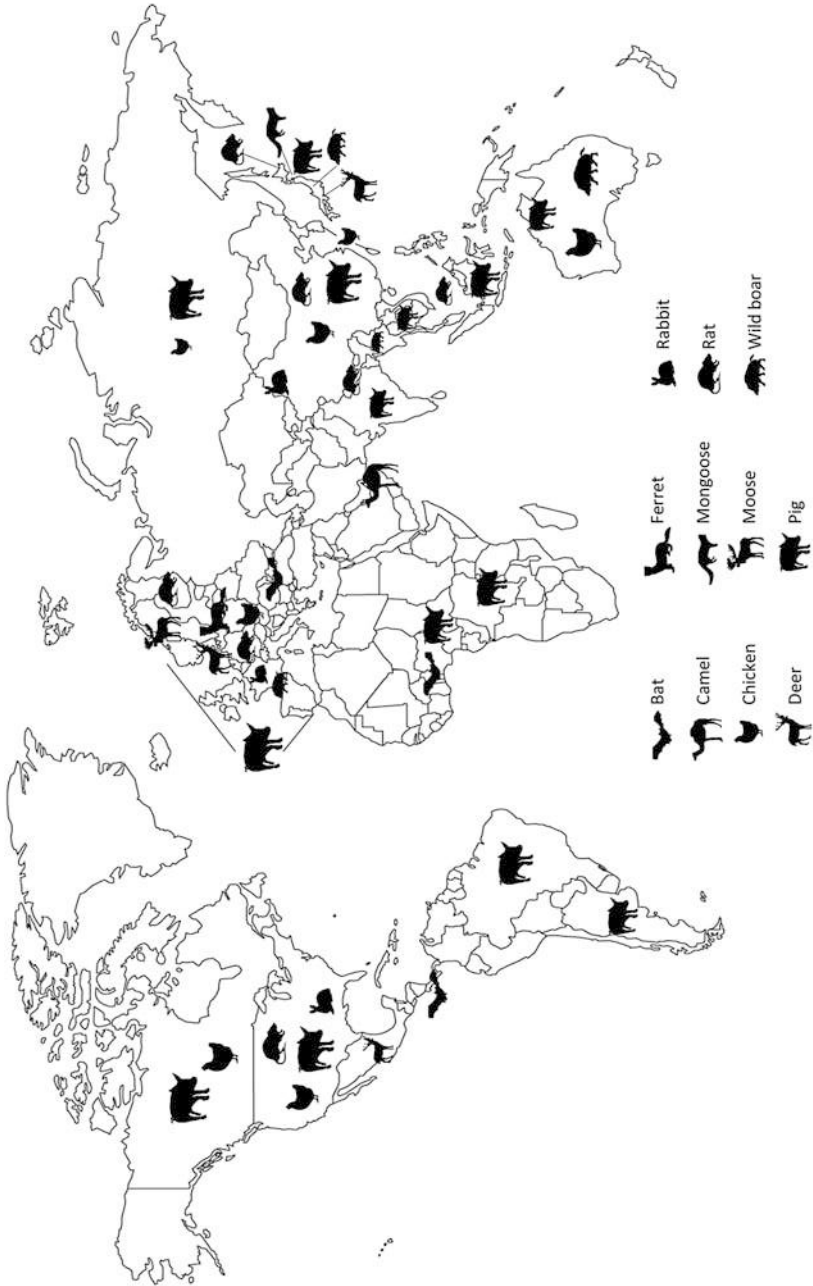 Bat
Camel
Chicken
Deer
Ferret
Mongoose
Moose
Pig
Rabbit
Rat
Wild boar